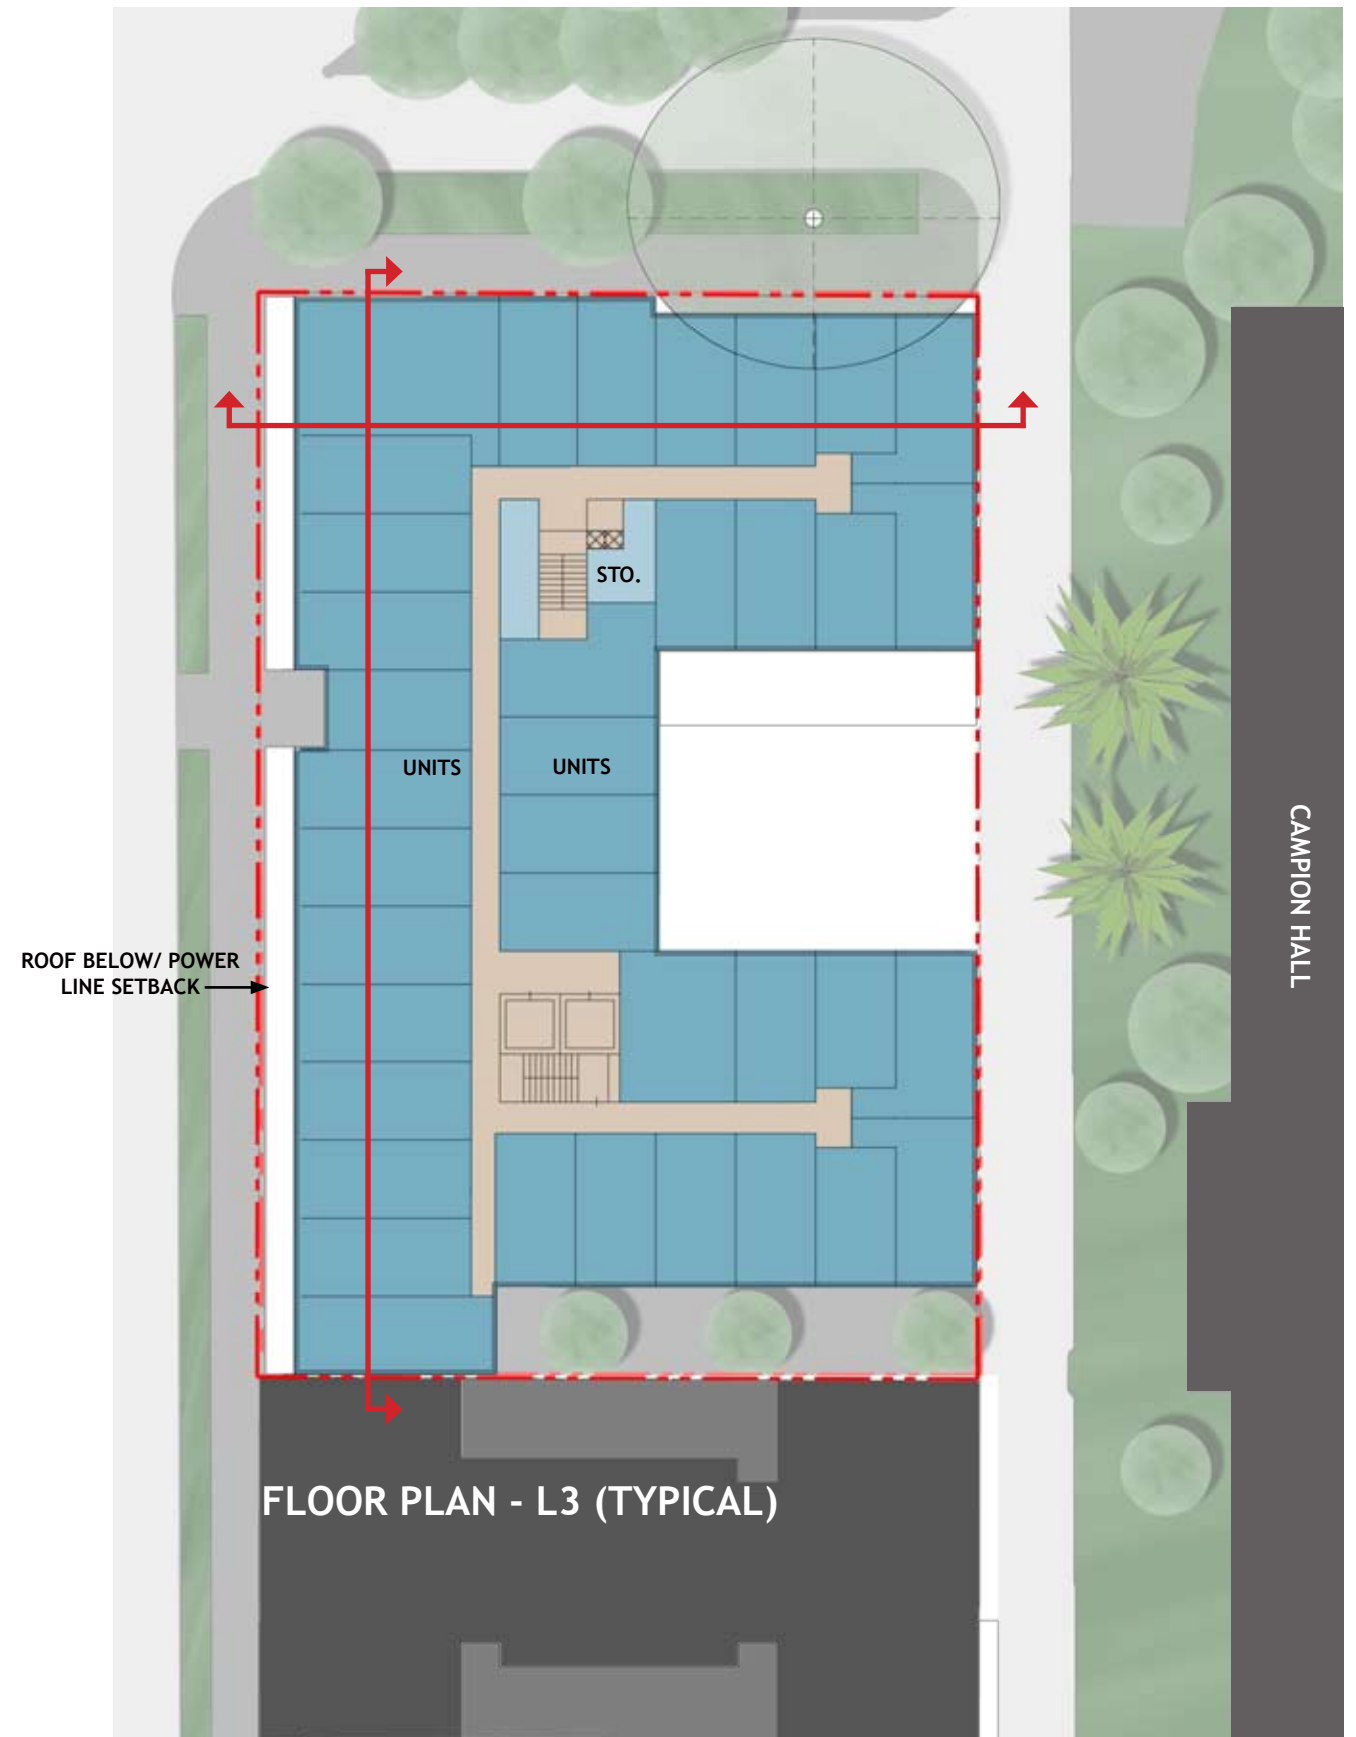 STO.
UNITS
UNITS
CAMPION HALL
ROOF BELOW/ POWER
LINE SETBACK
FLOOR PLAN - L3 (TYPICAL)